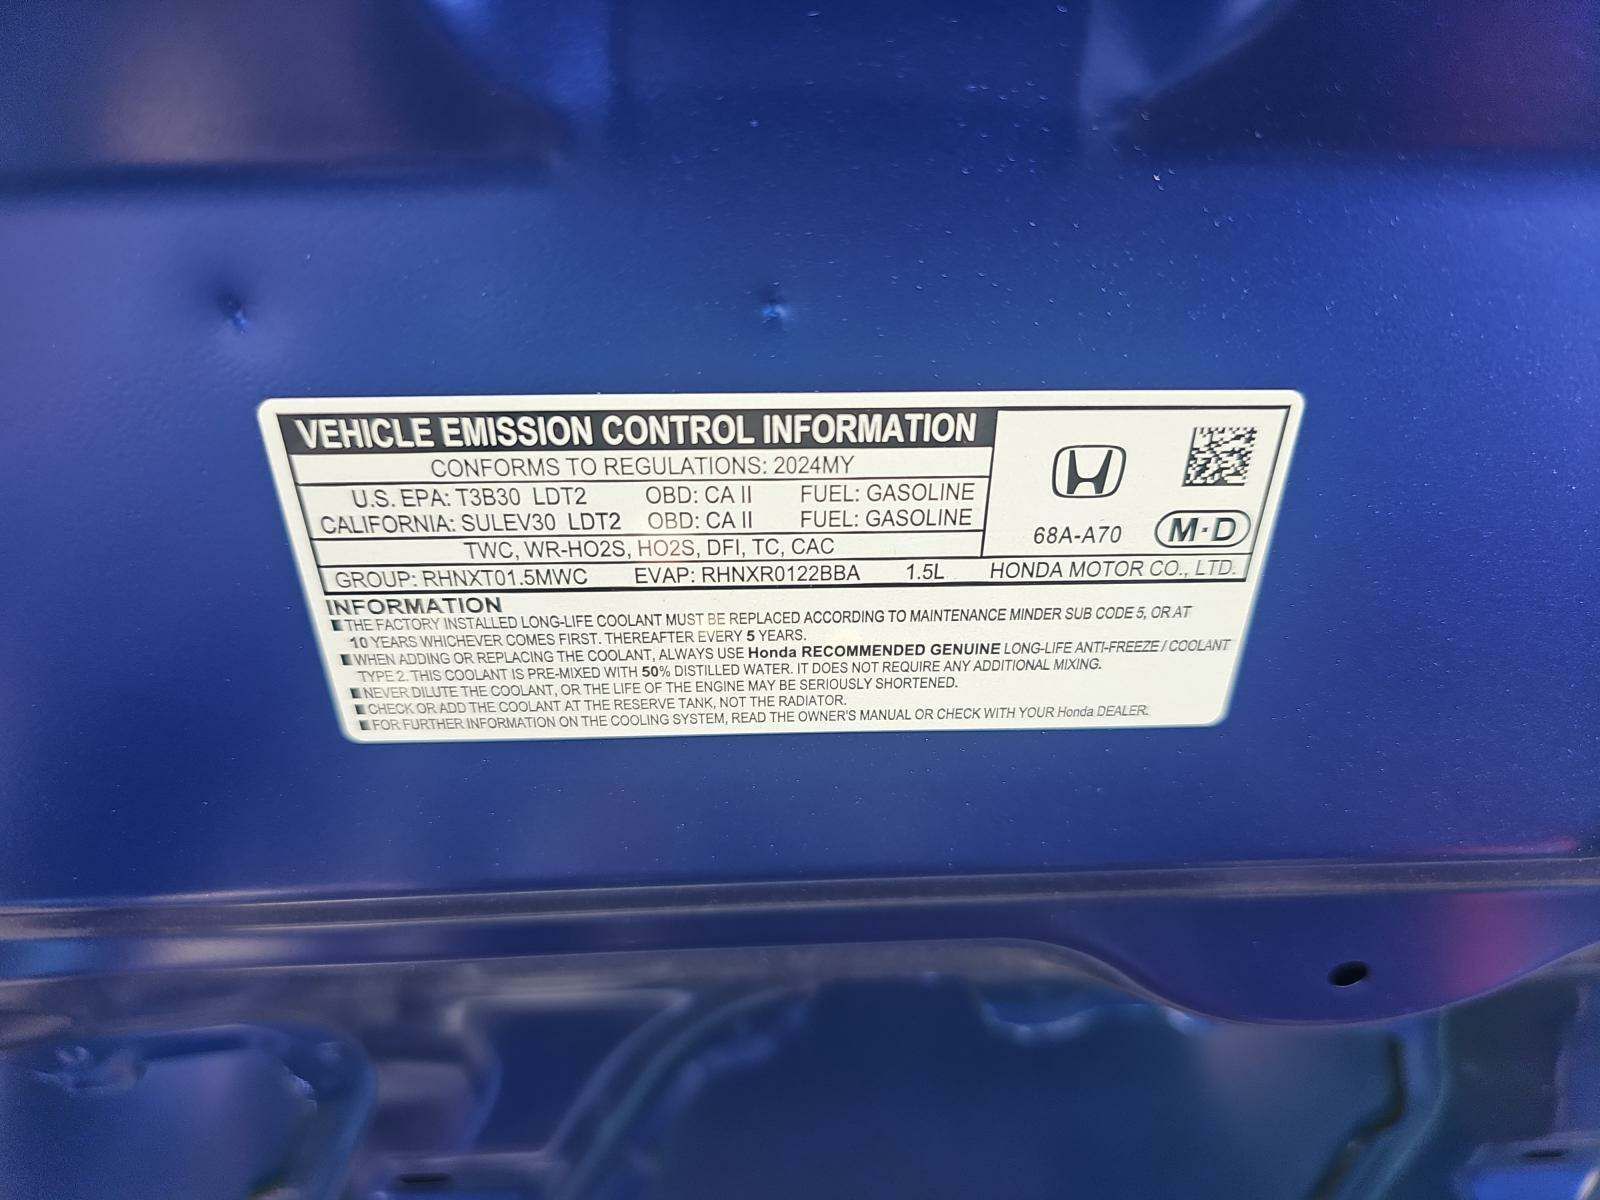 VEHICLE EMISSION CONTROL INFORMATION
CONFORMS TO REGULATIONS: 2024MY
U.S. EPA: T3B30 LDT2 OBD: CA II FUEL: GASOLINE
CALIFORNIA: SULEV30 LDT2 OBD: CA II FUEL: GASOLINE
TWC, WR-HO2S, HO2S, DFI, TC, CAC
68A-A70 M·D
GROUP: RHNXT01.5MWC EVAP: RHNXR0122BBA 1.5L HONDA MOTOR CO., LTD.
INFORMATION
■ THE FACTORY INSTALLED LONG-LIFE COOLANT MUST BE REPLACED ACCORDING TO MAINTENANCE MINDER SUB CODE 5, OR AT
10 YEARS WHICHEVER COMES FIRST. THEREAFTER EVERY 5 YEARS.
■ WHEN ADDING OR REPLACING THE COOLANT, ALWAYS USE Honda RECOMMENDED GENUINE LONG-LIFE ANTI-FREEZE / COOLANT
TYPE 2. THIS COOLANT IS PRE-MIXED WITH 50% DISTILLED WATER. IT DOES NOT REQUIRE ANY ADDITIONAL MIXING.
■ NEVER DILUTE THE COOLANT, OR THE LIFE OF THE ENGINE MAY BE SERIOUSLY SHORTENED.
■ CHECK OR ADD THE COOLANT AT THE RESERVE TANK, NOT THE RADIATOR.
■ FOR FURTHER INFORMATION ON THE COOLING SYSTEM, READ THE OWNER'S MANUAL OR CHECK WITH YOUR Honda DEALER.